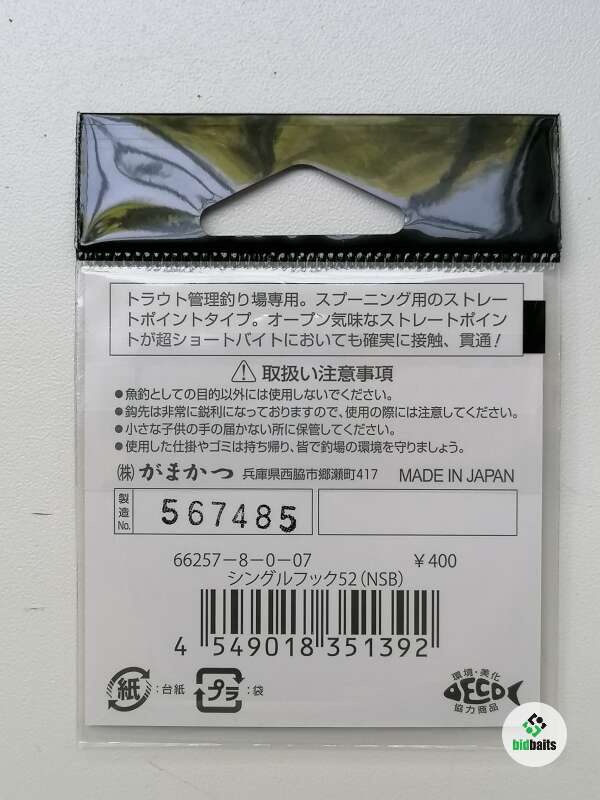 トラウト管理釣り場専用。スプーニング用のストレー
トポイントタイプ。オープン気味なストレートポイン
トが超ショートバイトにおいても確実に接触、貫通！
取扱い注意事項
●魚釣としての目的以外には使用しないでください。
●鈎先は非常に鋭利になっておりますので、使用の際には注意してください。
●小さな子供の手の届かない所に保管してください。
●使用した仕掛やゴミは持ち帰り、皆で釣場の環境を守りましょう。
㈱がまかつ 兵庫県西脇市郷瀬町417 MADE IN JAPAN
製造No. 567485
66257-8-0-07 ￥400
シングルフック52(NSB)
4 549018 351392
紙：台紙 プラ：袋
環境・美化
ECO
協力商品
bidbaits